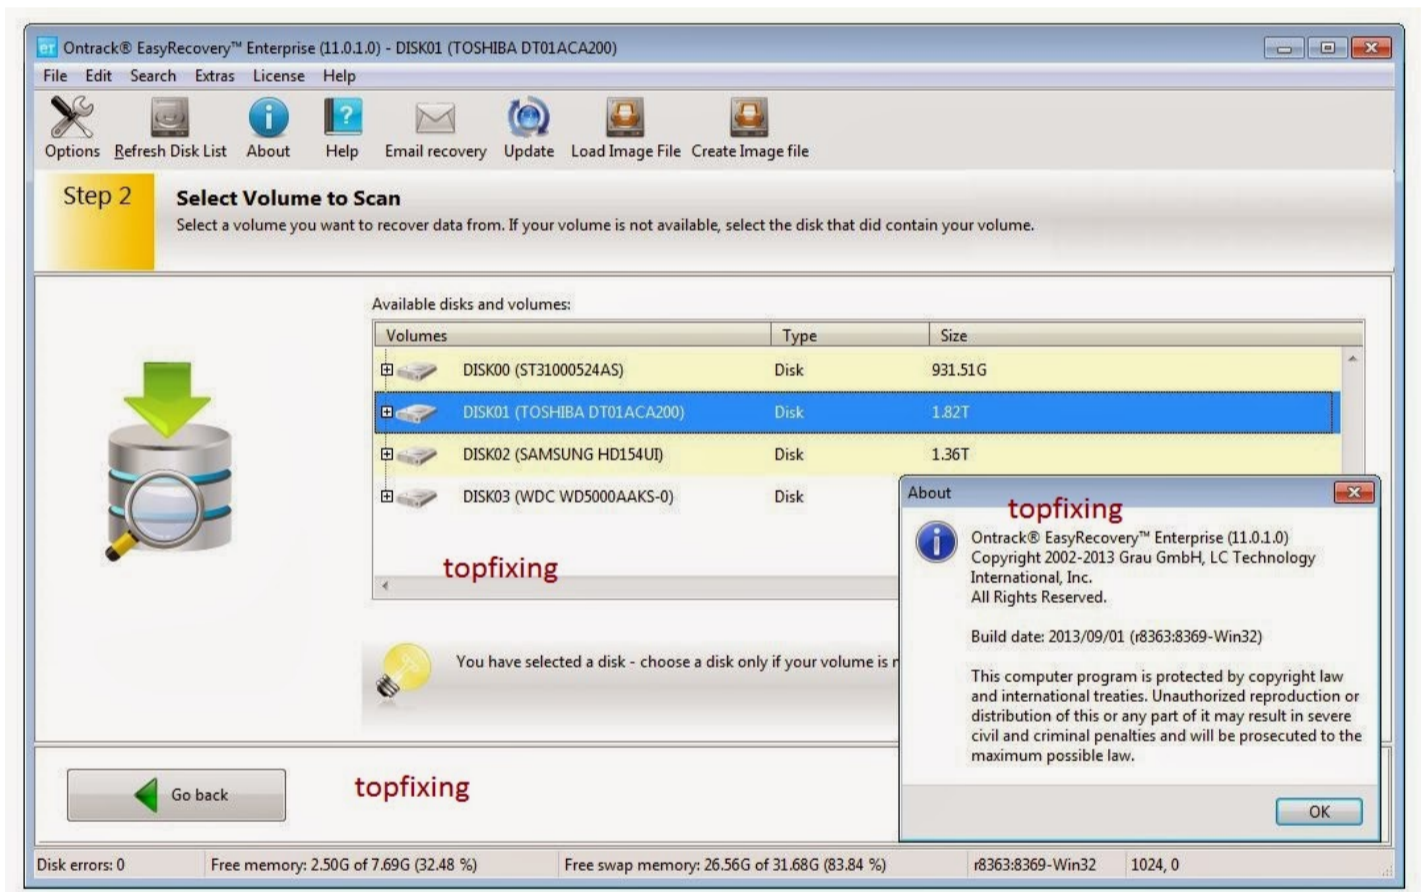 er Ontrack® EasyRecovery™ Enterprise (11.0.1.0) - DISK01 (TOSHIBA DT01ACA200)
File Edit Search Extras License Help
Options Refresh Disk List About Help Email recovery Update Load Image File Create Image file
Step 2
Select Volume to Scan
Select a volume you want to recover data from. If your volume is not available, select the disk that did contain your volume.
Available disks and volumes:
Volumes Type Size
DISK00 (ST31000524AS) Disk 931.51G
DISK01 (TOSHIBA DT01ACA200) Disk 1.82T
DISK02 (SAMSUNG HD154UI) Disk 1.36T
DISK03 (WDC WD5000AAKS-0) Disk
topfixing
You have selected a disk - choose a disk only if your volume is
About
topfixing
Ontrack® EasyRecovery™ Enterprise (11.0.1.0)
Copyright 2002-2013 Grau GmbH, LC Technology
International, Inc.
All Rights Reserved.
Build date: 2013/09/01 (r8363:8369-Win32)
This computer program is protected by copyright law
and international treaties. Unauthorized reproduction or
distribution of this or any part of it may result in severe
civil and criminal penalties and will be prosecuted to the
maximum possible law.
OK
Go back
topfixing
Disk errors: 0 Free memory: 2.50G of 7.69G (32.48 %) Free swap memory: 26.56G of 31.68G (83.84 %) r8363:8369-Win32 1024, 0